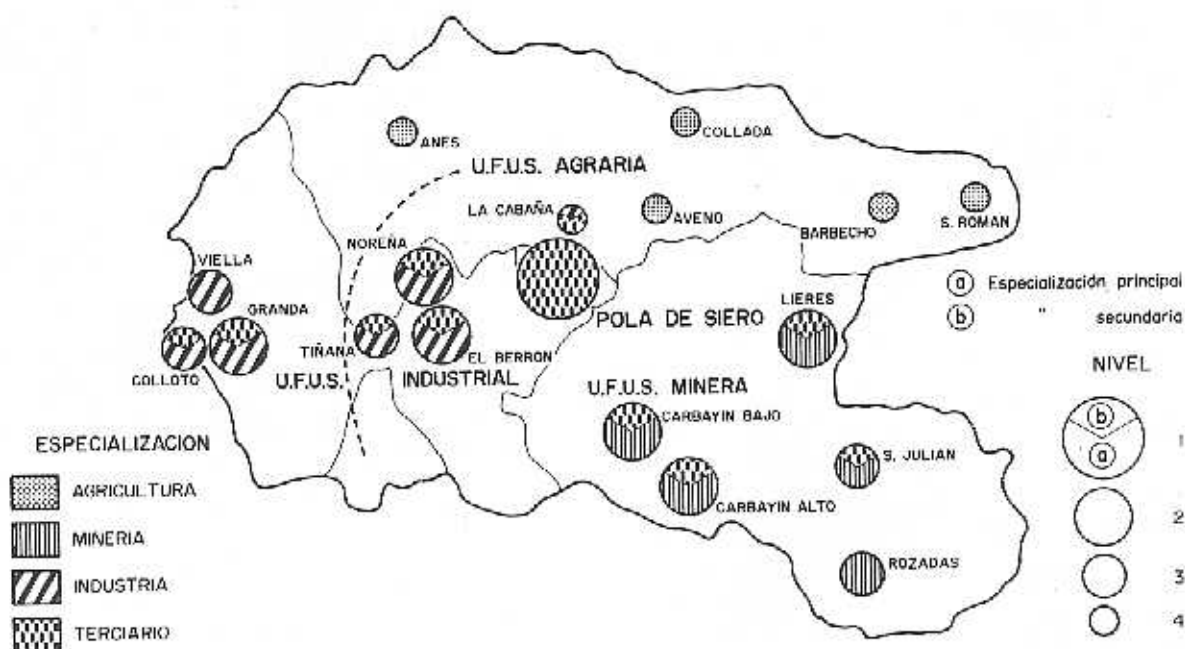 ANES
COLLADA
U.F.U.S. AGRARIA
LA CABAÑA
AVENO
BARBECHO
S. ROMAN
NOREÑA
VIELLA
GRANDA
COLLOTO
TIÑANA
EL BERRON
POLA DE SIERO
LIERES
U.F.U.S. INDUSTRIAL
U.F.U.S. MINERA
CARBAYIN BAJO
S. JULIAN
CARBAYIN ALTO
ROZADAS
a Especialización principal
b " secundaria
NIVEL
b
a
1
2
3
4
ESPECIALIZACION
AGRICULTURA
MINERIA
INDUSTRIA
TERCIARIO